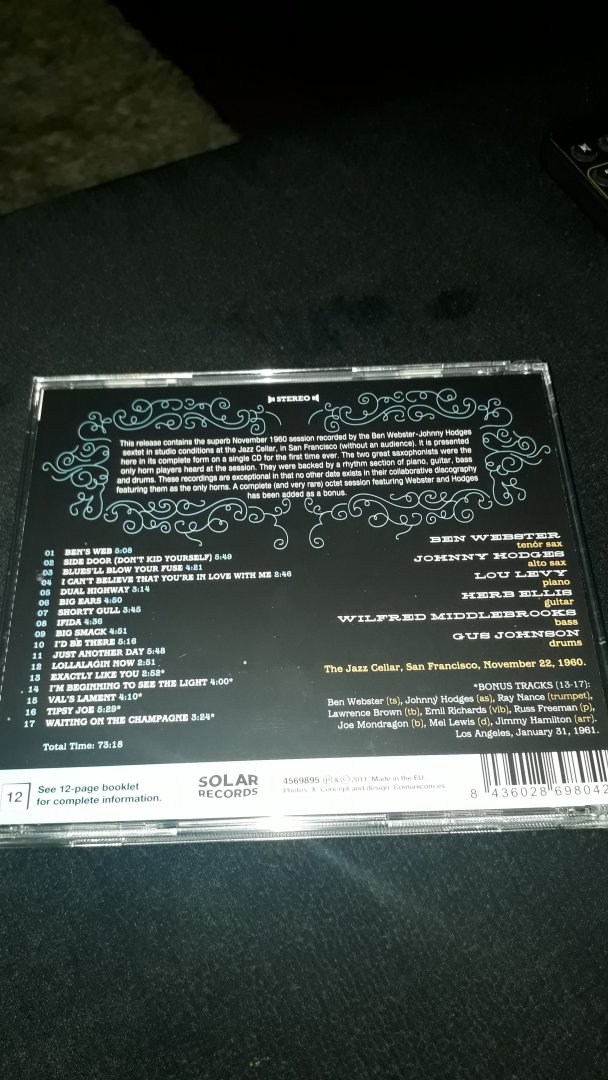 STEREO
This release contains the superb November 1960 session recorded by the Ben Webster-Johnny Hodges
sextet in studio conditions at the Jazz Cellar, in San Francisco (without an audience). It is presented
here in its complete form on a single CD for the first time ever. The two great saxophonists were the
only horn players heard at the session. They were backed by a rhythm section of piano, guitar, bass
and drums. These recordings are exceptional in that no other date exists in their collaborative discography
featuring them as the only horns. A complete (and very rare) octet session featuring Webster and Hodges
has been added as a bonus.
01 BEN'S WEB 5:08
02 SIDE DOOR (DON'T KID YOURSELF) 5:49
03 BLUES'LL BLOW YOUR FUSE 4:21
04 I CAN'T BELIEVE THAT YOU'RE IN LOVE WITH ME 2:46
05 DUAL HIGHWAY 3:14
06 BIG EARS 4:50
07 SHORTY GULL 3:45
08 IFIDA 4:36
09 BIG SMACK 4:51
10 I'D BE THERE 5:16
11 JUST ANOTHER DAY 5:48
12 LOLLALAGIN NOW 2:51
13 EXACTLY LIKE YOU 2:52*
14 I'M BEGINNING TO SEE THE LIGHT 4:00*
15 VAL'S LAMENT 4:10*
16 TIPSY JOE 5:29*
17 WAITING ON THE CHAMPAGNE 3:24*
Total Time: 73:18
BEN WEBSTER
tenor sax
JOHNNY HODGES
alto sax
LOU LEVY
piano
HERB ELLIS
guitar
WILFRED MIDDLEBROOKS
bass
GUS JOHNSON
drums
The Jazz Cellar, San Francisco, November 22, 1960.
*BONUS TRACKS (13-17):
Ben Webster (ts), Johnny Hodges (as), Ray Nance (trumpet),
Lawrence Brown (tb), Emil Richards (vib), Russ Freeman (p),
Joe Mondragon (b), Mel Lewis (d), Jimmy Hamilton (arr).
Los Angeles, January 31, 1961.
12
See 12-page booklet
for complete information.
SOLAR
RECORDS
4569895 ℗&© 2011. Made in the EU
Photos: X. Concept and design: Comunicom.es
8 436028 698042